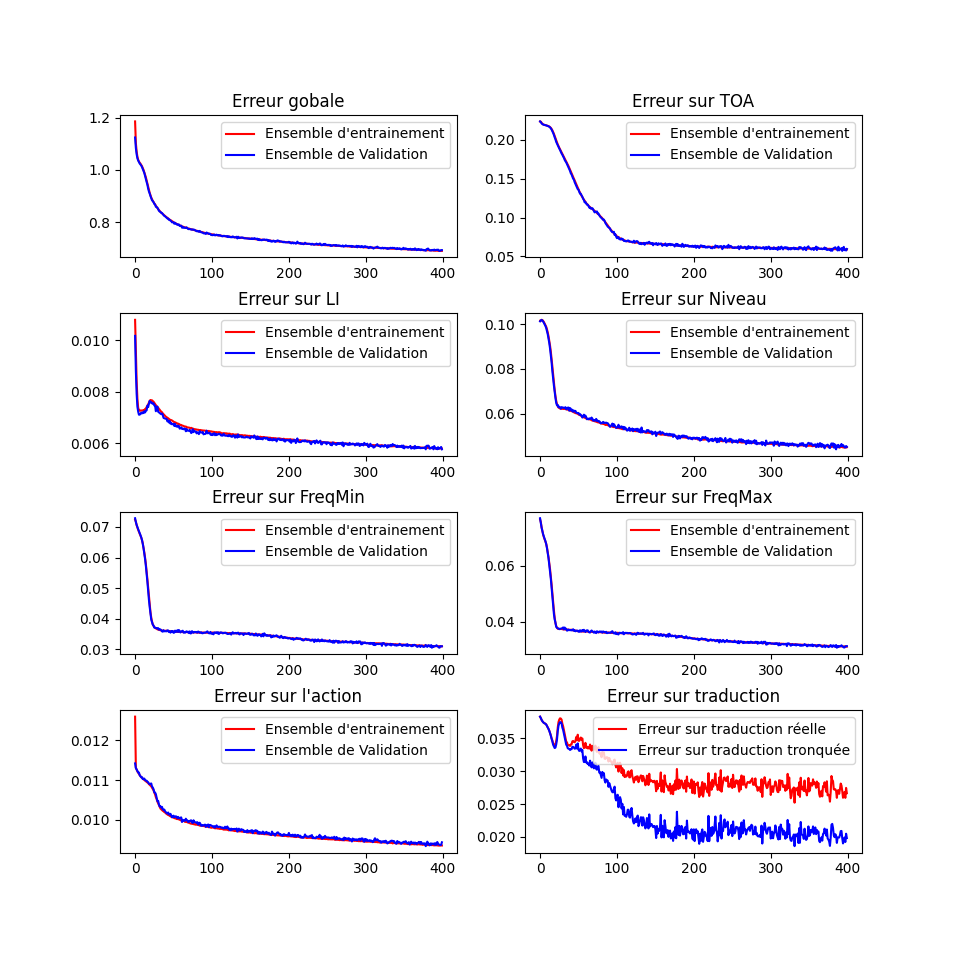 Erreur gobale
1.2
1.0
0.8
0 100 200 300 400
Ensemble d'entrainement
Ensemble de Validation
Erreur sur TOA
0.20
0.15
0.10
0.05
0 100 200 300 400
Ensemble d'entrainement
Ensemble de Validation
Erreur sur LI
0.010
0.008
0.006
0 100 200 300 400
Ensemble d'entrainement
Ensemble de Validation
Erreur sur Niveau
0.10
0.08
0.06
0 100 200 300 400
Ensemble d'entrainement
Ensemble de Validation
Erreur sur FreqMin
0.07
0.06
0.05
0.04
0.03
0 100 200 300 400
Ensemble d'entrainement
Ensemble de Validation
Erreur sur FreqMax
0.06
0.04
0 100 200 300 400
Ensemble d'entrainement
Ensemble de Validation
Erreur sur l'action
0.012
0.011
0.010
0 100 200 300 400
Ensemble d'entrainement
Ensemble de Validation
Erreur sur traduction
0.035
0.030
0.025
0.020
0 100 200 300 400
Erreur sur traduction réelle
Erreur sur traduction tronquée